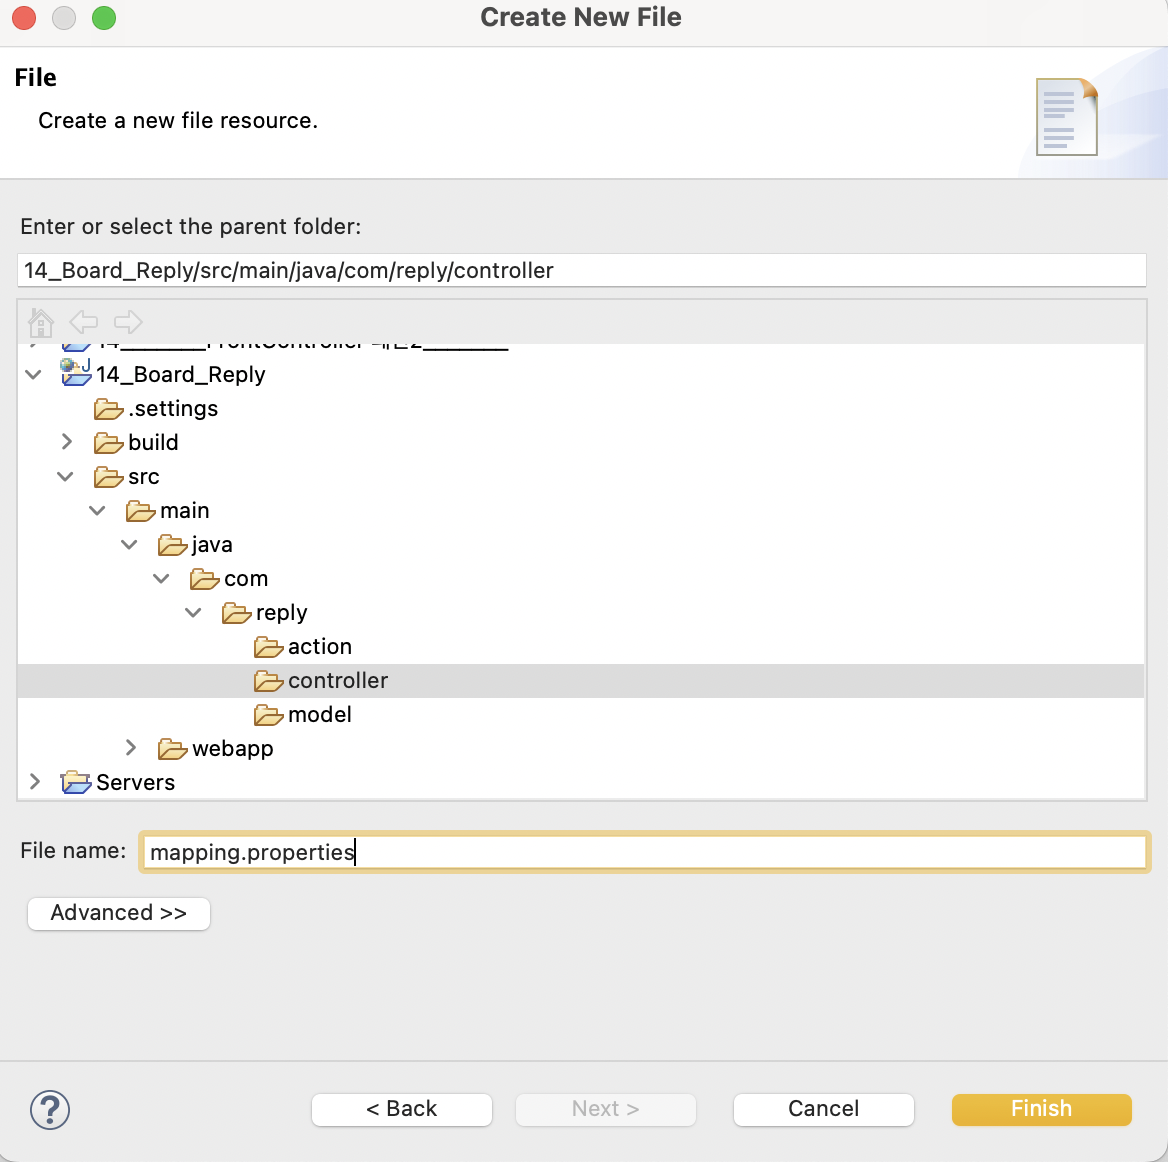 Create New File
File
Create a new file resource.
Enter or select the parent folder:
14_Board_Reply/src/main/java/com/reply/controller
14_Board_Reply
.settings
build
src
main
java
com
reply
action
controller
model
webapp
Servers
File name: mapping.properties
Advanced >>
?
< Back Next > Cancel Finish